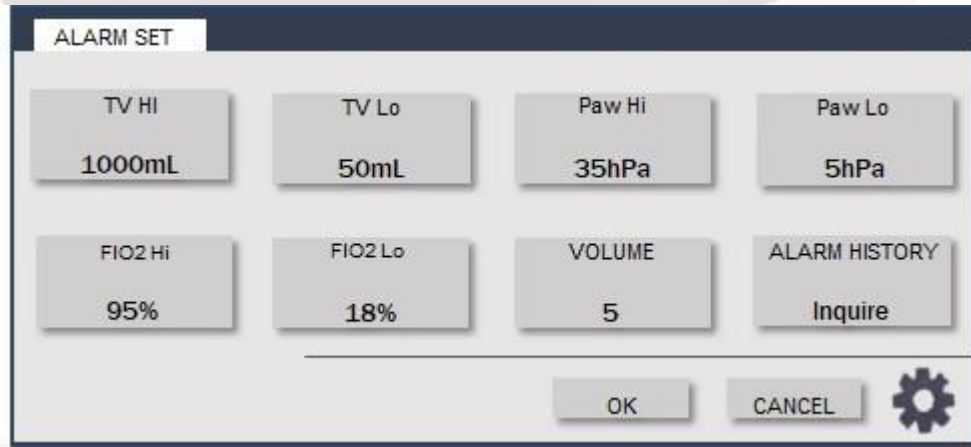 ALARM SET
TV HI
1000mL
TV Lo
50mL
Paw Hi
35hPa
Paw Lo
5hPa
FIO2 Hi
95%
FIO2 Lo
18%
VOLUME
5
ALARM HISTORY
Inquire
OK
CANCEL